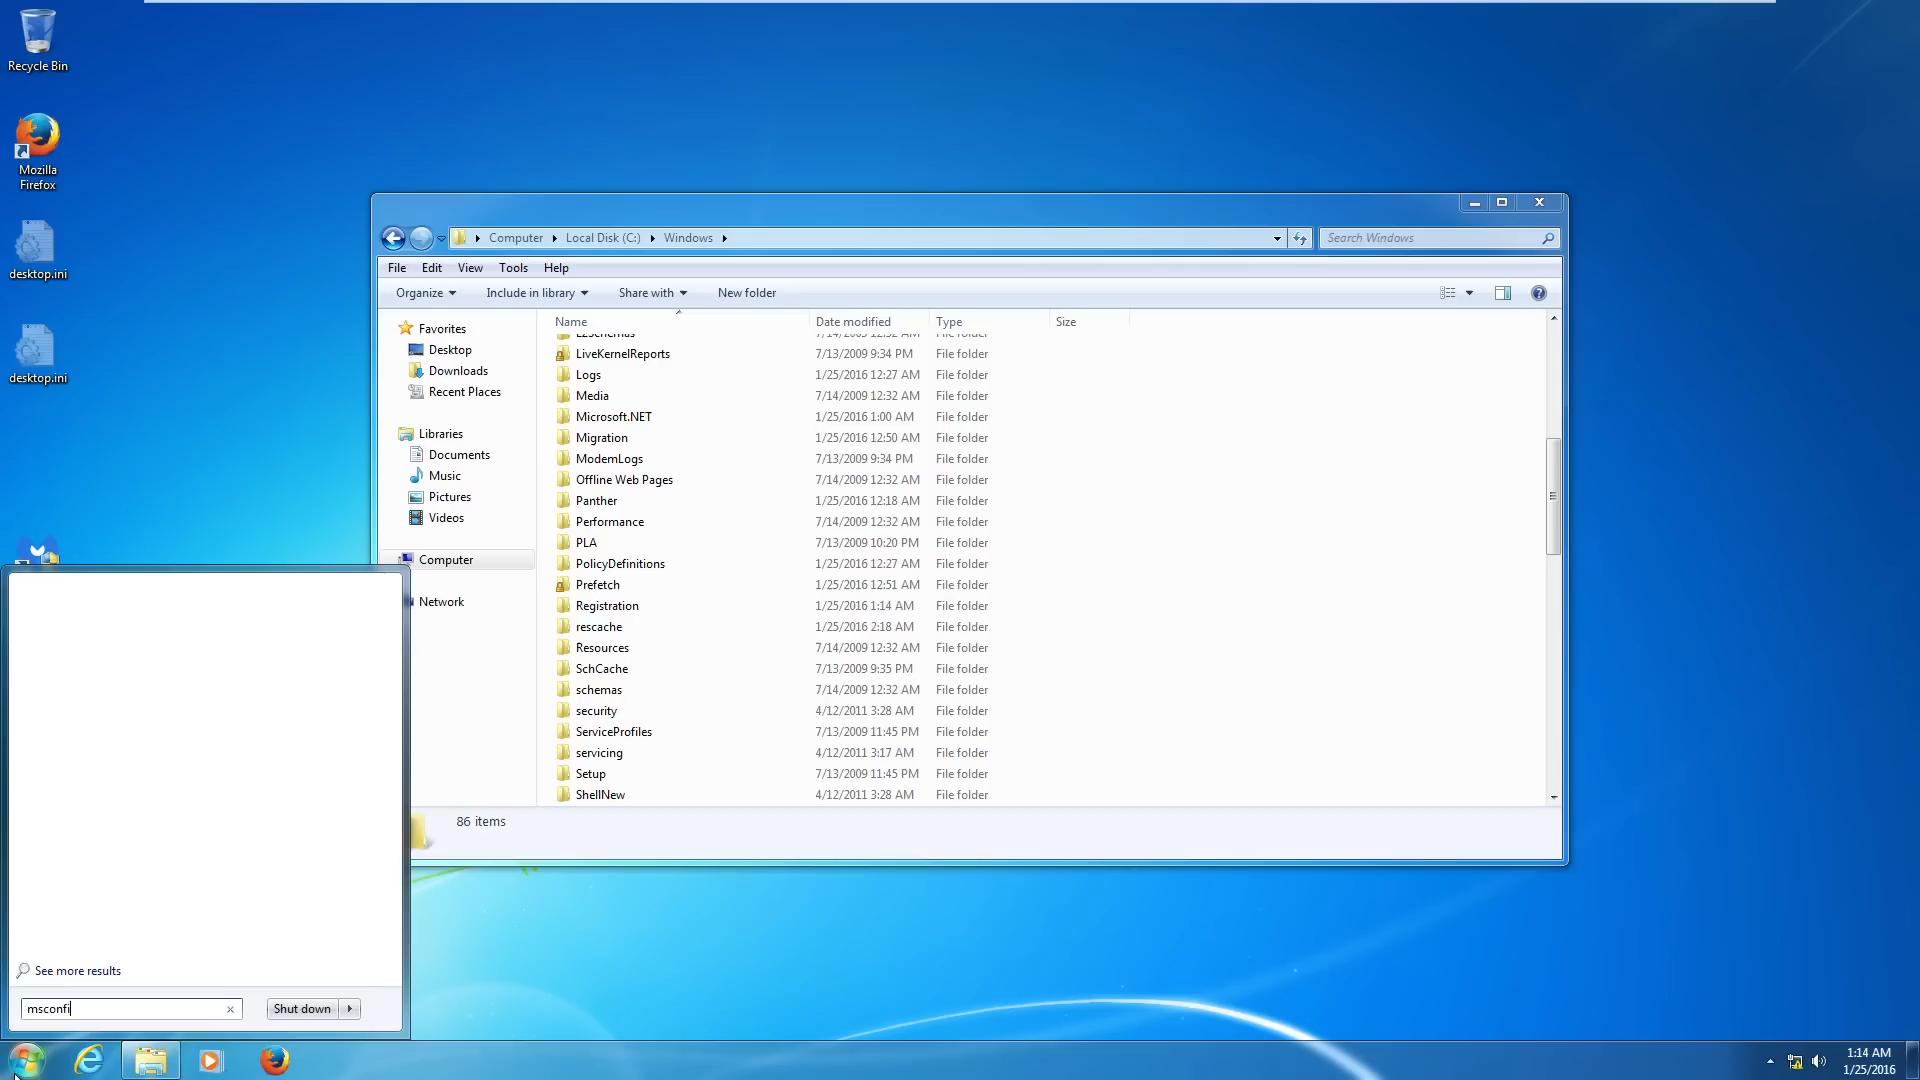 Recycle Bin
Mozilla
Firefox
desktop.ini
desktop.ini
Computer
Local Disk (C:)
Windows
Search Windows
File Edit View Tools Help
Organize Include in library Share with New folder
Name Date modified Type Size
LiveKernelReports 7/13/2009 9:34 PM File folder
Logs 1/25/2016 12:27 AM File folder
Media 7/14/2009 12:32 AM File folder
Microsoft.NET 1/25/2016 1:00 AM File folder
Migration 1/25/2016 12:50 AM File folder
ModemLogs 7/13/2009 9:34 PM File folder
Offline Web Pages 7/14/2009 12:32 AM File folder
Panther 1/25/2016 12:18 AM File folder
Performance 7/14/2009 12:32 AM File folder
PLA 7/13/2009 10:20 PM File folder
PolicyDefinitions 1/25/2016 12:27 AM File folder
Prefetch 1/25/2016 12:51 AM File folder
Registration 1/25/2016 1:14 AM File folder
rescache 1/25/2016 2:18 AM File folder
Resources 7/14/2009 12:32 AM File folder
SchCache 7/13/2009 9:35 PM File folder
schemas 7/14/2009 12:32 AM File folder
security 4/12/2011 3:28 AM File folder
ServiceProfiles 7/13/2009 11:45 PM File folder
servicing 4/12/2011 3:17 AM File folder
Setup 7/13/2009 11:45 PM File folder
ShellNew 4/12/2011 3:28 AM File folder
Favorites
Desktop
Downloads
Recent Places
Libraries
Documents
Music
Pictures
Videos
Computer
Network
86 items
See more results
msconfi
Shut down
1:14 AM
1/25/2016